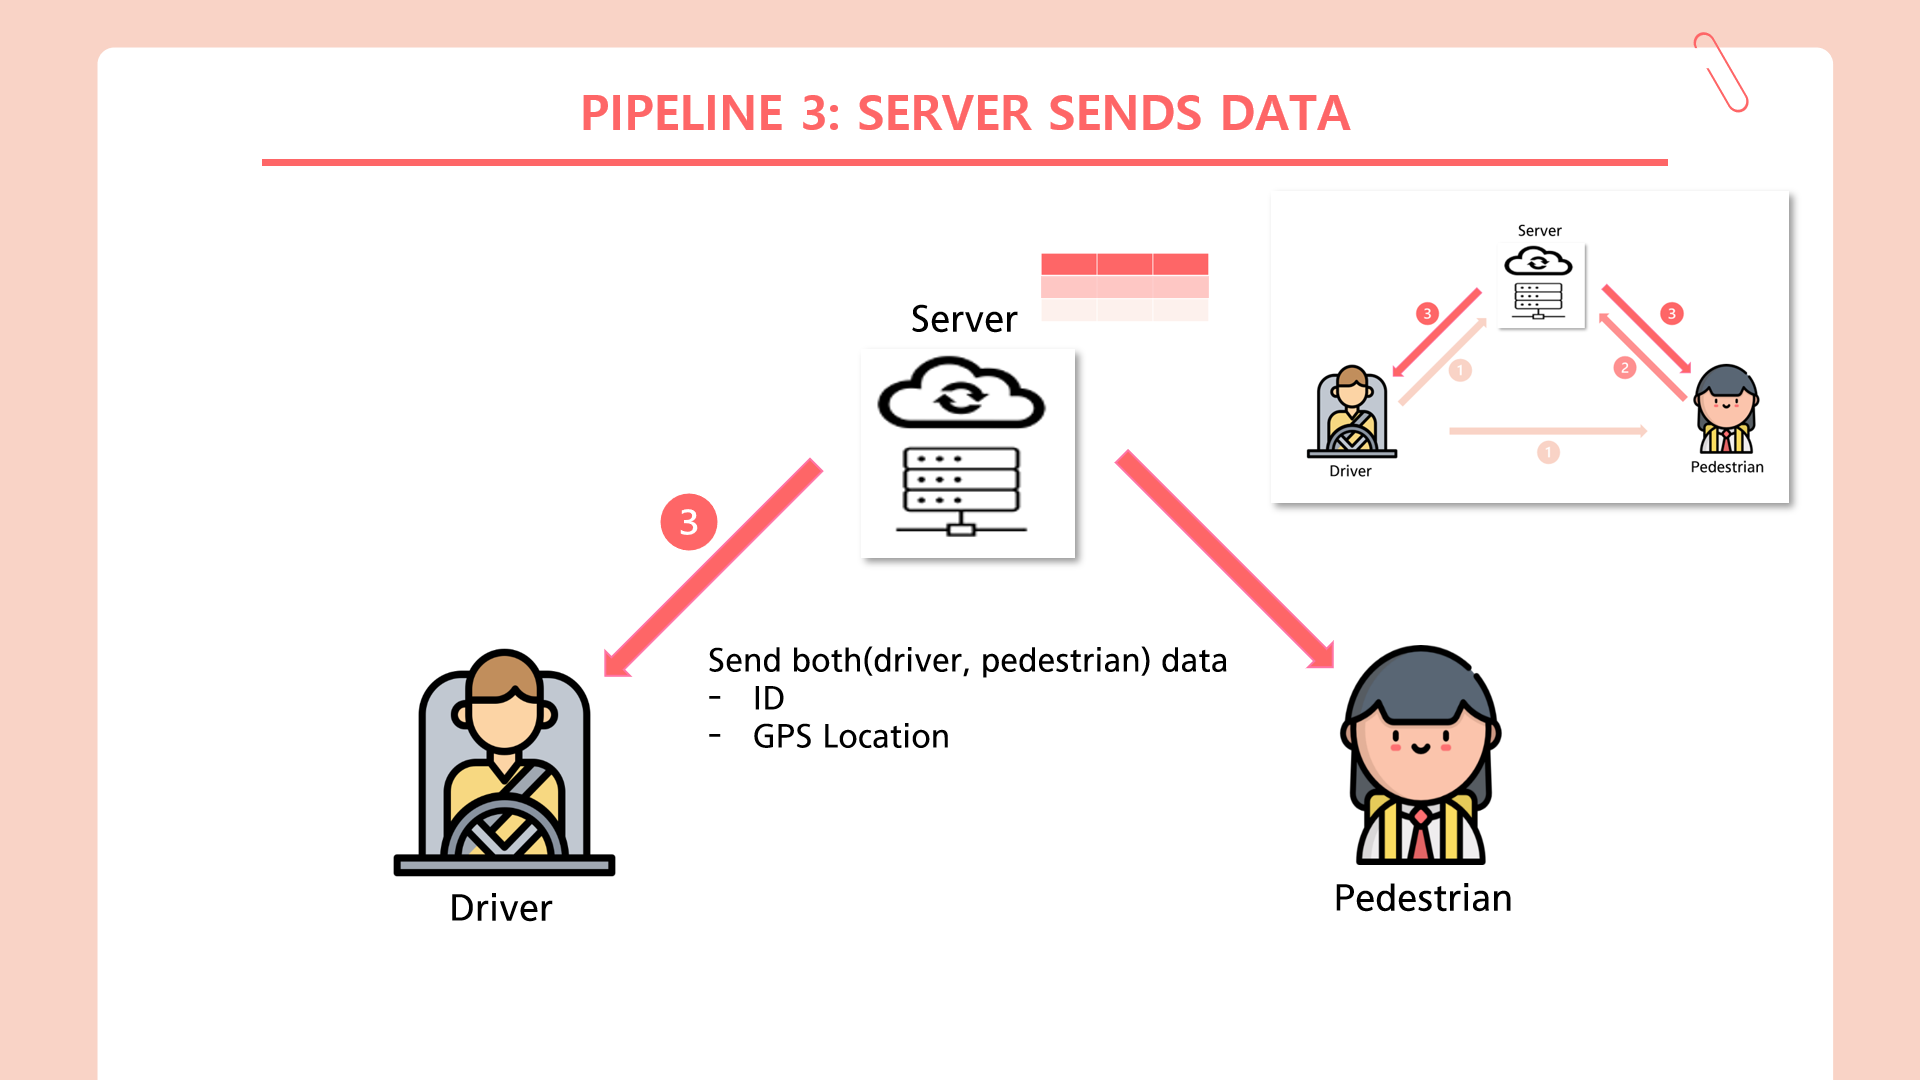 PIPELINE 3: SERVER SENDS DATA
Server
3
Send both(driver, pedestrian) data
- ID
- GPS Location
Driver
Pedestrian
Server
3
3
1
2
1
Driver
Pedestrian